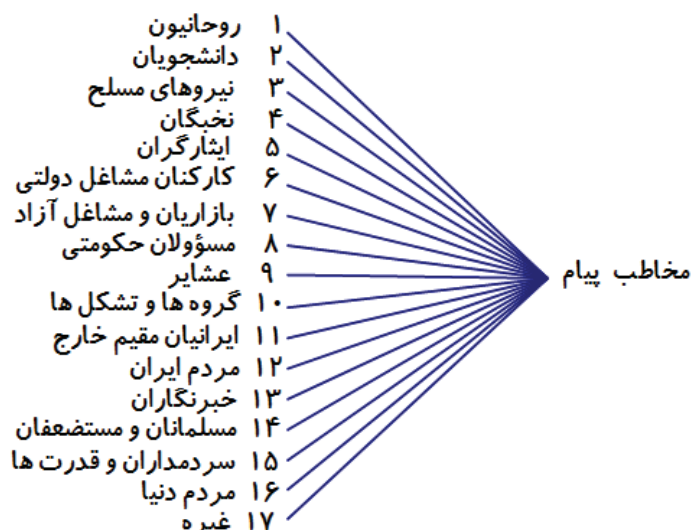 مخاطب پیام
۱ روحانیون
۲ دانشجویان
۳ نیروهای مسلح
۴ نخبگان
۵ ایثارگران
۶ کارکنان مشاغل دولتی
۷ بازاریان و مشاغل آزاد
۸ مسؤولان حکومتی
۹ عشایر
۱۰ گروه ها و تشکل ها
۱۱ ایرانیان مقیم خارج
۱۲ مردم ایران
۱۳ خبرنگاران
۱۴ مسلمانان و مستضعفان
۱۵ سردمداران و قدرت ها
۱۶ مردم دنیا
۱۷ غیره